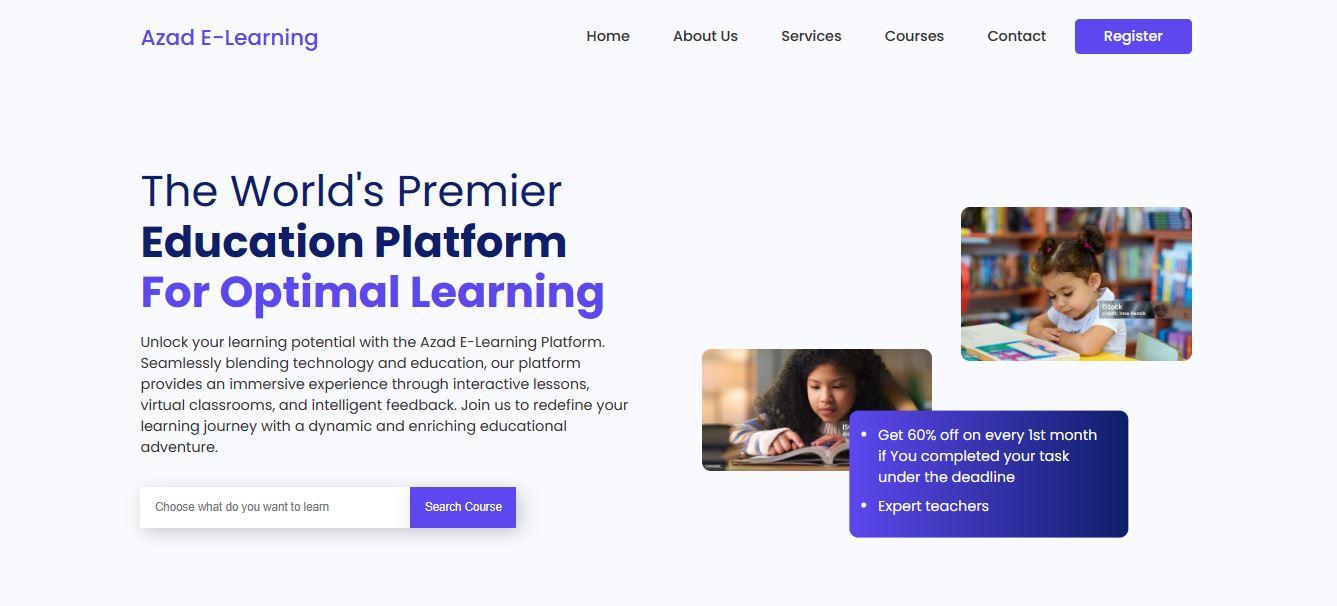 Azad E-Learning
Home
About Us
Services
Courses
Contact
Register
The World's Premier
Education Platform
For Optimal Learning
Unlock your learning potential with the Azad E-Learning Platform.
Seamlessly blending technology and education, our platform
provides an immersive experience through interactive lessons,
virtual classrooms, and intelligent feedback. Join us to redefine your
learning journey with a dynamic and enriching educational
adventure.
Choose what do you want to learn
Search Course
iStock
Get 60% off on every 1st month
if You completed your task
under the deadline
Expert teachers